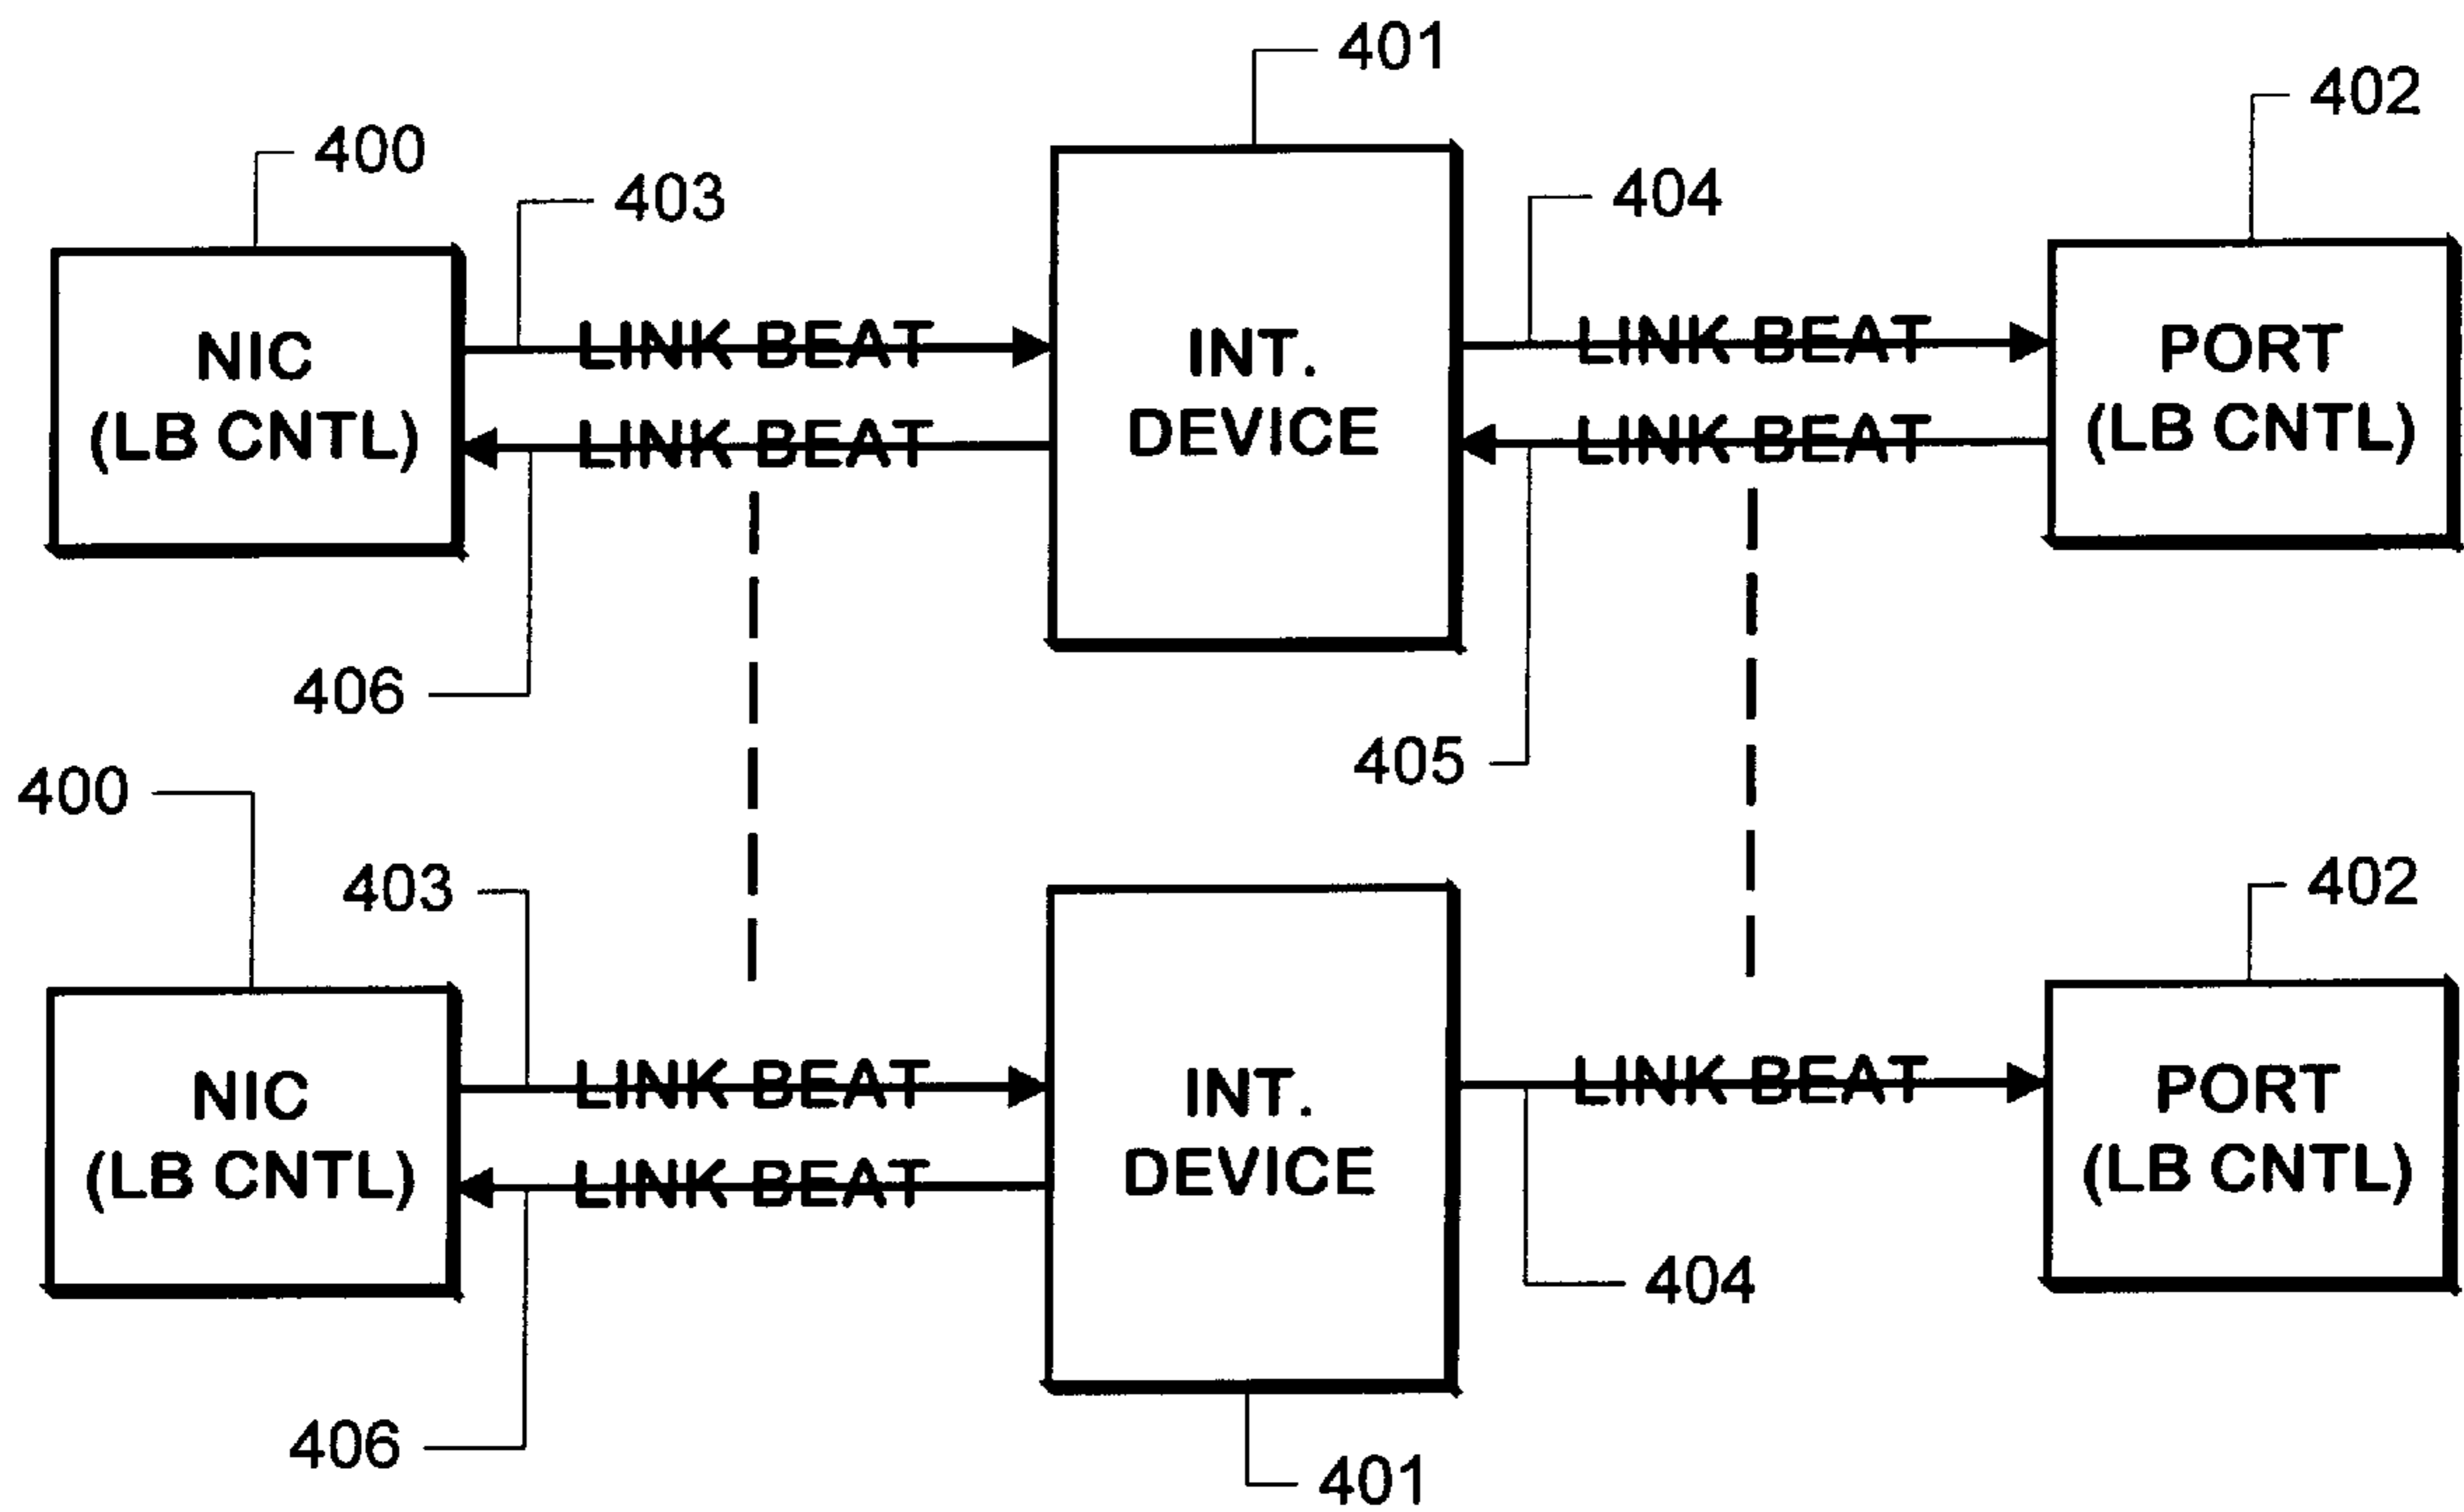 401
402
400
403
404
NIC
(LB CNTL)
LINK BEAT
LINK BEAT
INT.
DEVICE
LINK BEAT
LINK BEAT
PORT
(LB CNTL)
406
405
400
403
402
NIC
(LB CNTL)
LINK BEAT
LINK BEAT
INT.
DEVICE
LINK BEAT
PORT
(LB CNTL)
404
406
401